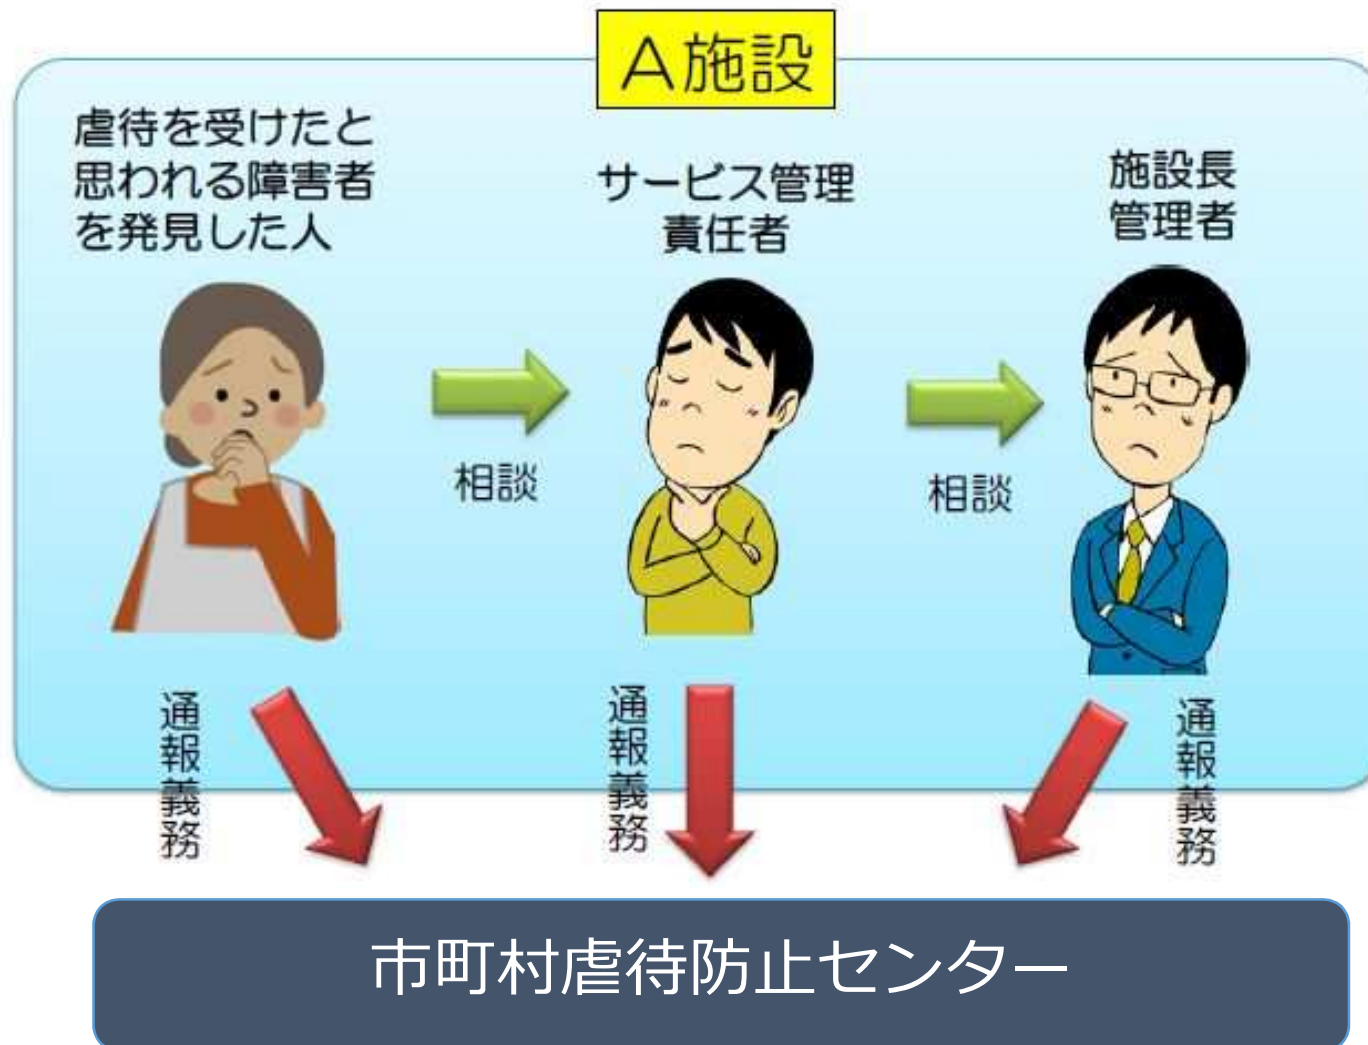 A施設
虐待を受けたと
思われる障害者
を発見した人
サービス管理
責任者
施設長
管理者
相談
相談
通報義務
通報義務
通報義務
市町村虐待防止センター